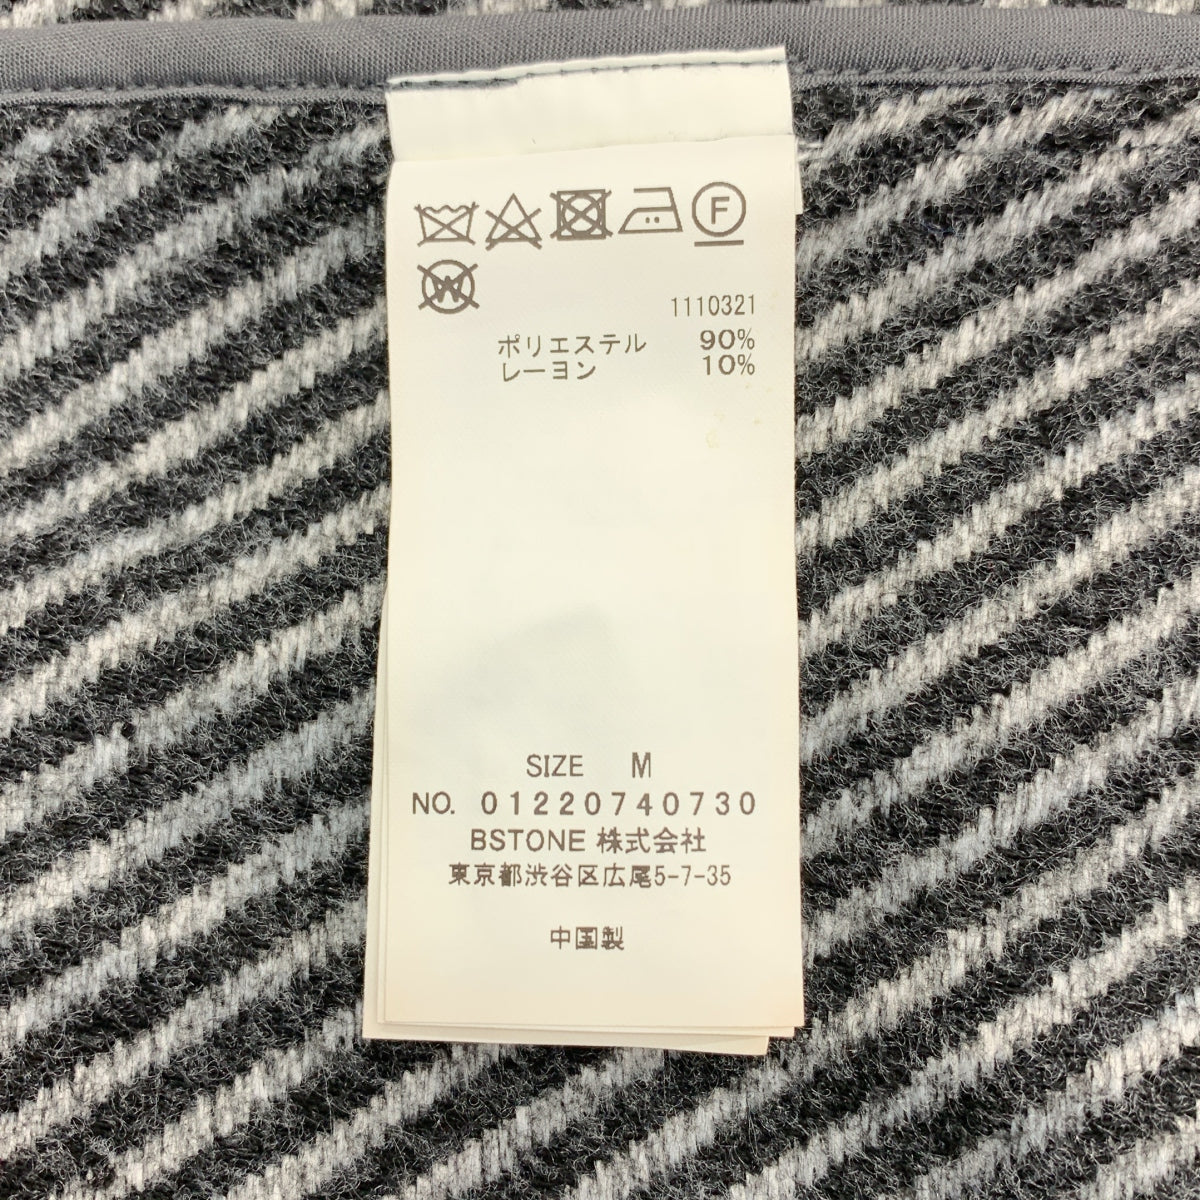 F
W
1110321
ポリエステル 90%
レーヨン 10%
SIZE M
NO. 01220740730
BSTONE 株式会社
東京都渋谷区広尾5-7-35
中国製